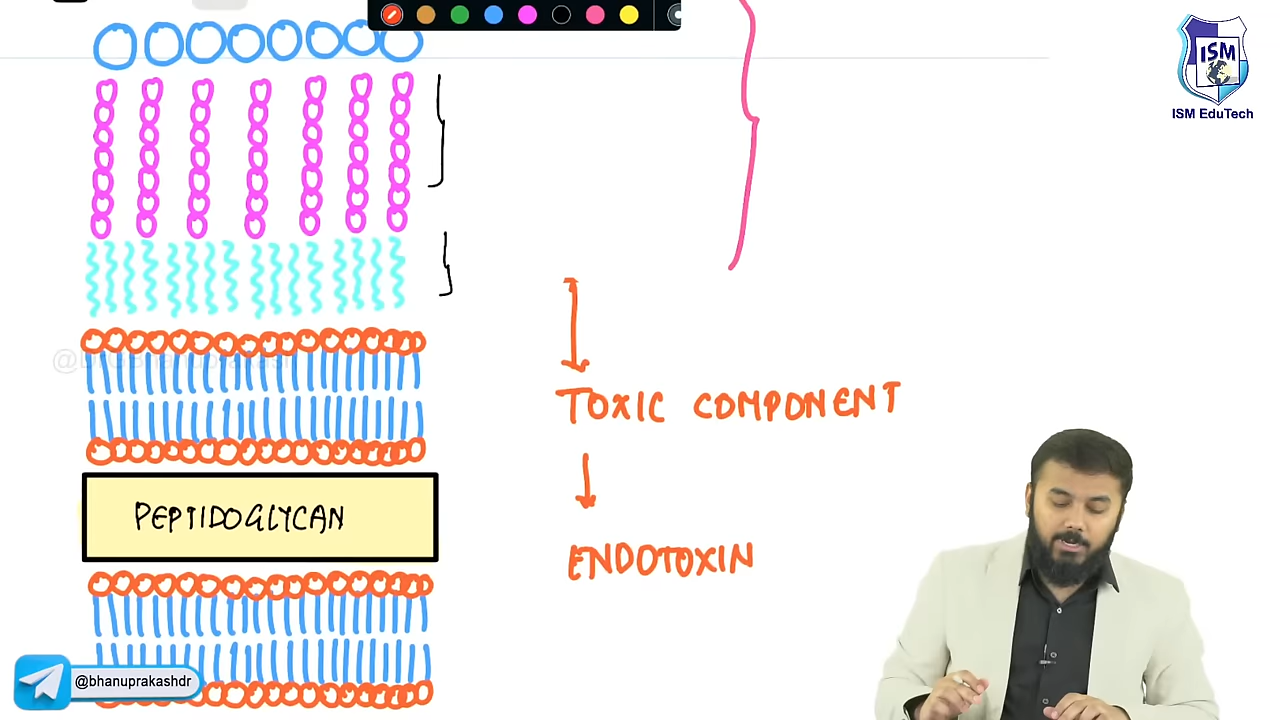 ISM
ISM EduTech
TOXIC COMPONENT
PEPTIDOGLYCAN
ENDOTOXIN
@bhanuprakashdr